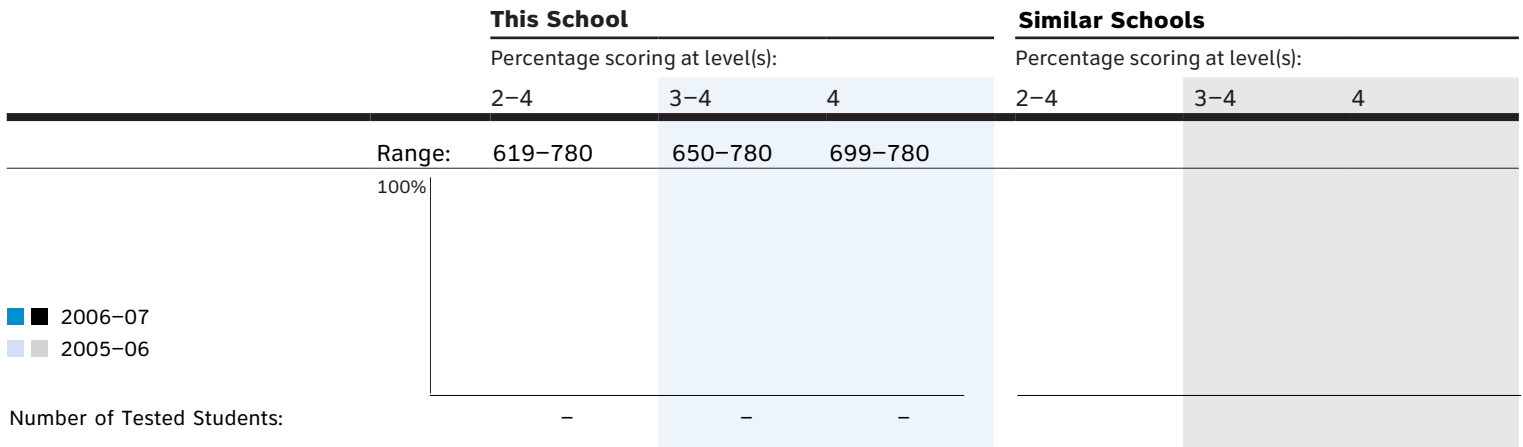 This School Similar Schools
Percentage scoring at level(s): Percentage scoring at level(s):
2–4 3–4 4 2–4 3–4 4
Range: 619–780 650–780 699–780
100%
2006–07
2005–06
Number of Tested Students: – – –